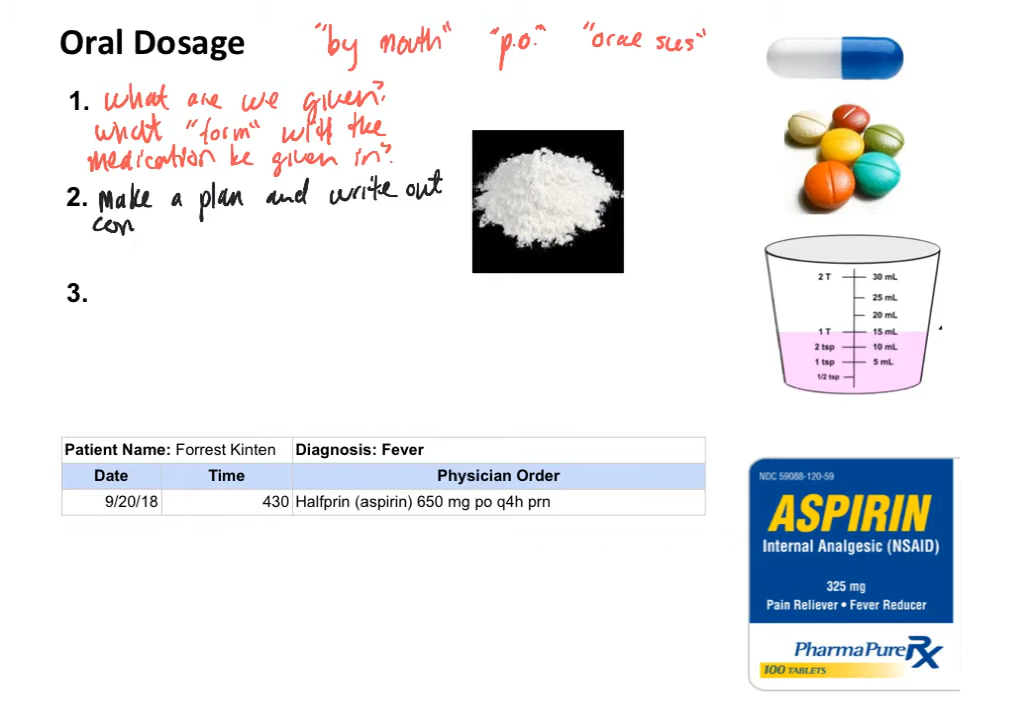 Oral Dosage
"by mouth" "p.o." "oral sus"
1. What are we given?
What "form" will the
medication be given in?
2. Make a plan and write out
con
3.
2 T 30 mL
25 mL
20 mL
1 T 15 mL
2 tsp 10 mL
1 tsp 5 mL
1/2 tsp
Patient Name: Forrest Kinten Diagnosis: Fever
Date Time Physician Order
9/20/18 430 Halfprin (aspirin) 650 mg po q4h prn
NDC 59088-120-59
ASPIRIN
Internal Analgesic (NSAID)
325 mg
Pain Reliever • Fever Reducer
PharmaPure RX
100 TABLETS